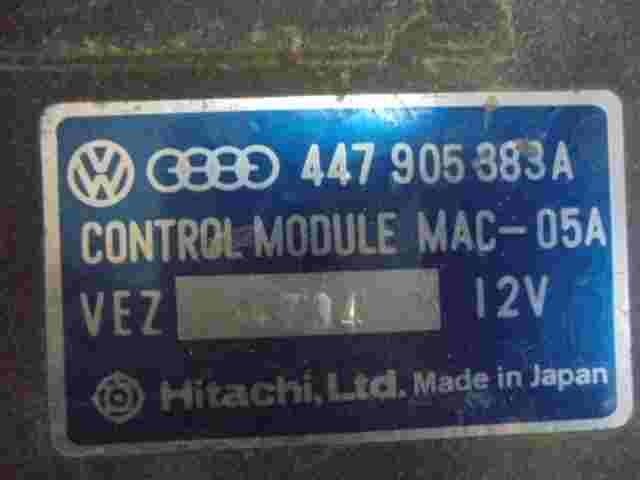 447 905 383A
CONTROL MODULE MAC-05A
VEZ 12V
Hitachi, Ltd. Made in Japan